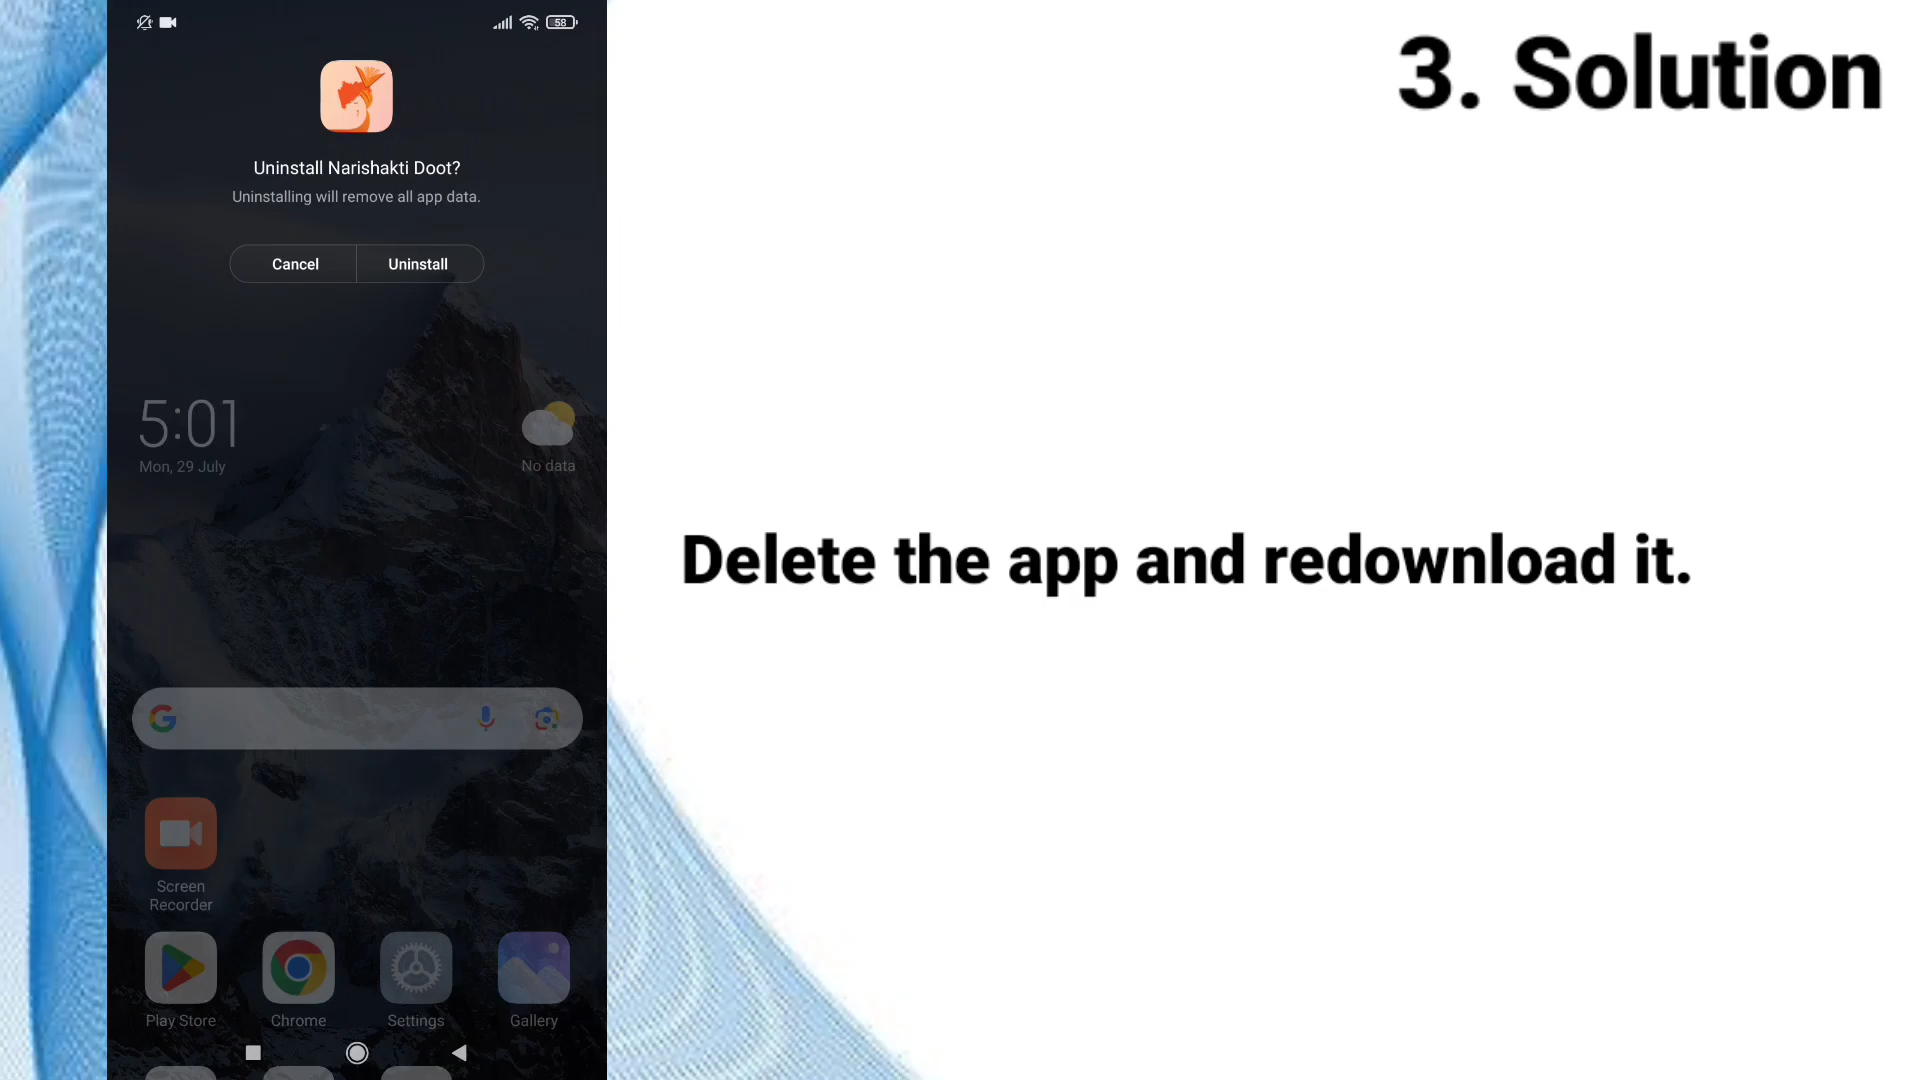 58
3. Solution
Uninstall Narishakti Doot?
Uninstalling will remove all app data.
Cancel
Uninstall
5:01
Mon, 29 July
No data
Delete the app and redownload it.
Screen
Recorder
Play Store
Chrome
Settings
Gallery